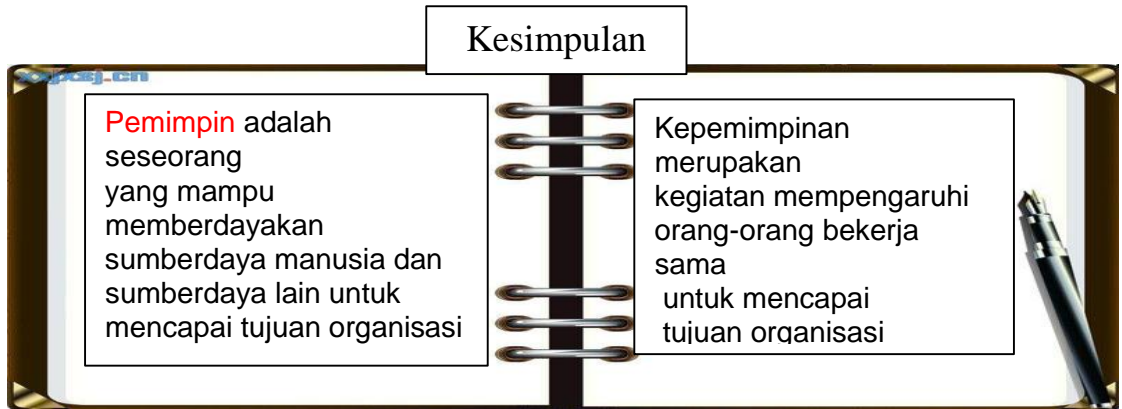 Kesimpulan
Pemimpin adalah
seseorang
yang mampu
memberdayakan
sumberdaya manusia dan
sumberdaya lain untuk
mencapai tujuan organisasi
Kepemimpinan
merupakan
kegiatan mempengaruhi
orang-orang bekerja
sama
untuk mencapai
tujuan organisasi